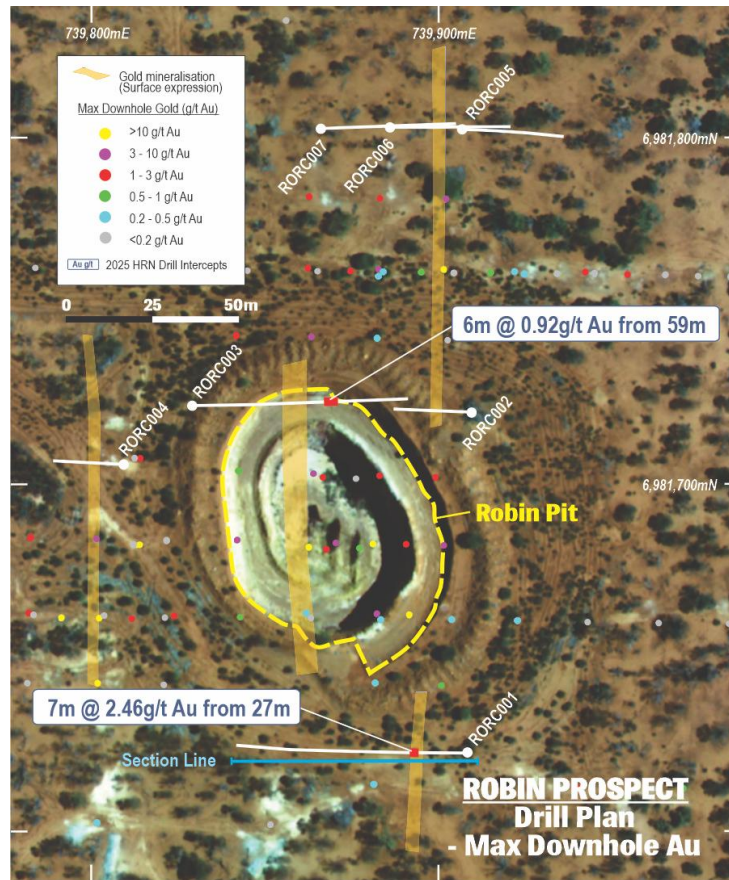 739,800mE
739,900mE
Gold mineralisation
(Surface expression)
Max Downhole Gold (g/t Au)
>10 g/t Au
3 - 10 g/t Au
1 - 3 g/t Au
0.5 - 1 g/t Au
0.2 - 0.5 g/t Au
<0.2 g/t Au
Au g/t
2025 HRN Drill Intercepts
0 25 50m
RORC005
RORC006
RORC007
6,981,800mN
6m @ 0.92g/t Au from 59m
RORC003
RORC004
RORC002
6,981,700mN
Robin Pit
7m @ 2.46g/t Au from 27m
RORC001
Section Line
ROBIN PROSPECT
Drill Plan
- Max Downhole Au